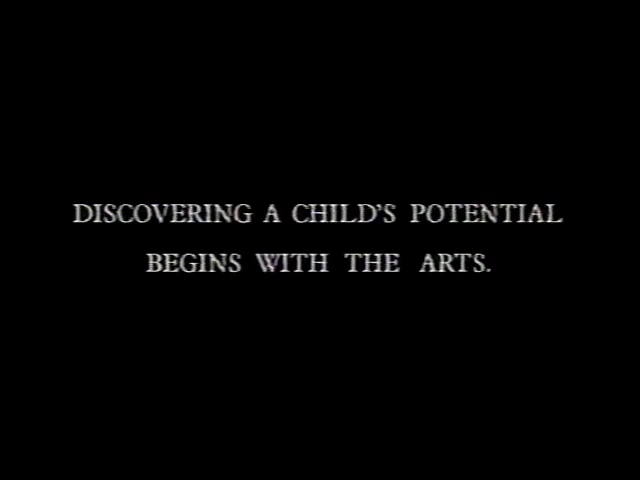 DISCOVERING A CHILD'S POTENTIAL
BEGINS WITH THE ARTS.